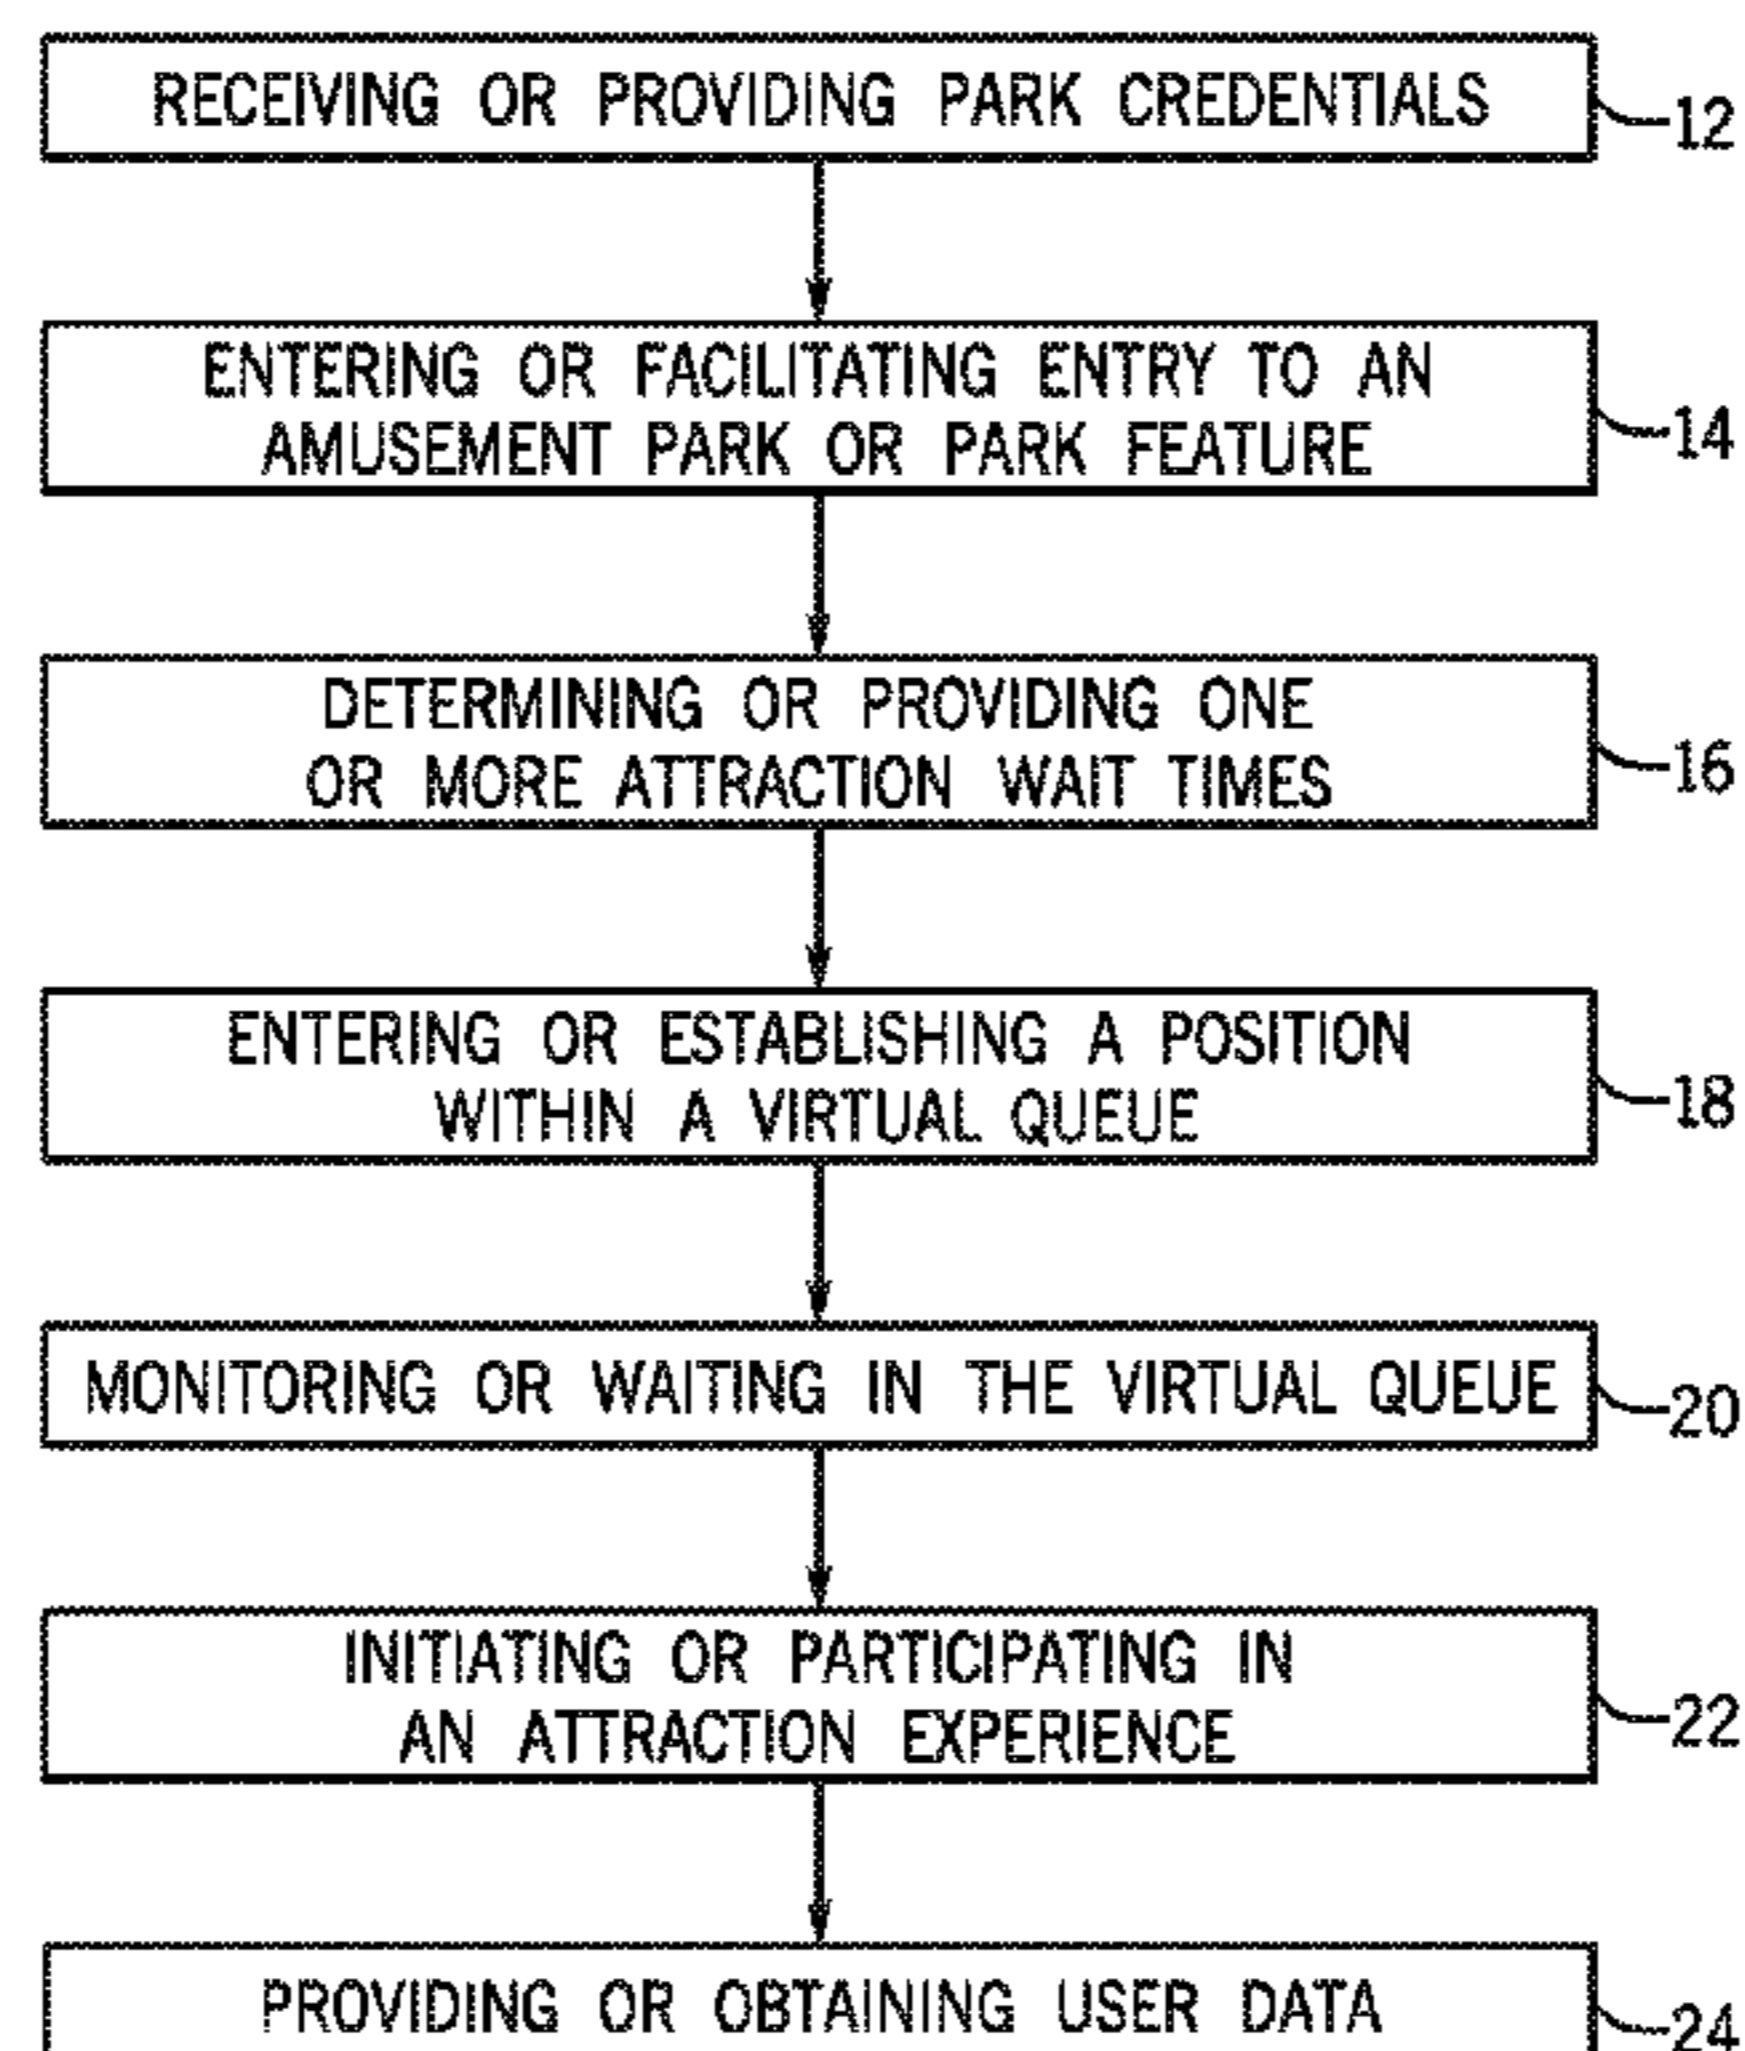 RECEIVING OR PROVIDING PARK CREDENTIALS
12
ENTERING OR FACILITATING ENTRY TO AN
AMUSEMENT PARK OR PARK FEATURE
14
DETERMINING OR PROVIDING ONE
OR MORE ATTRACTION WAIT TIMES
16
ENTERING OR ESTABLISHING A POSITION
WITHIN A VIRTUAL QUEUE
18
MONITORING OR WAITING IN THE VIRTUAL QUEUE
20
INITIATING OR PARTICIPATING IN
AN ATTRACTION EXPERIENCE
22
PROVIDING OR OBTAINING USER DATA
24